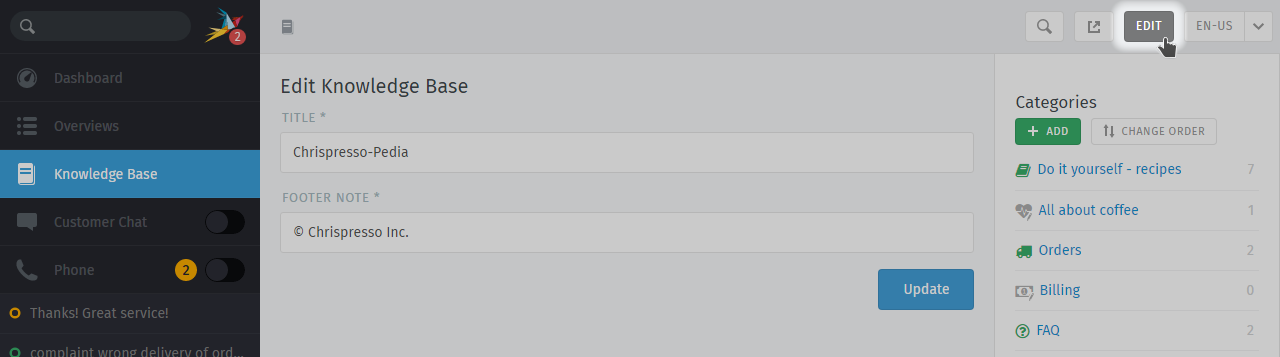 2
EDIT
EN-US
Dashboard
Overviews
Knowledge Base
Customer Chat
Phone
2
Thanks! Great service!
complaint wrong delivery of ord...
Edit Knowledge Base
TITLE *
Chrispresso-Pedia
FOOTER NOTE *
© Chrispresso Inc.
Update
Categories
ADD
CHANGE ORDER
Do it yourself - recipes 7
All about coffee 1
Orders 2
Billing 0
FAQ 2